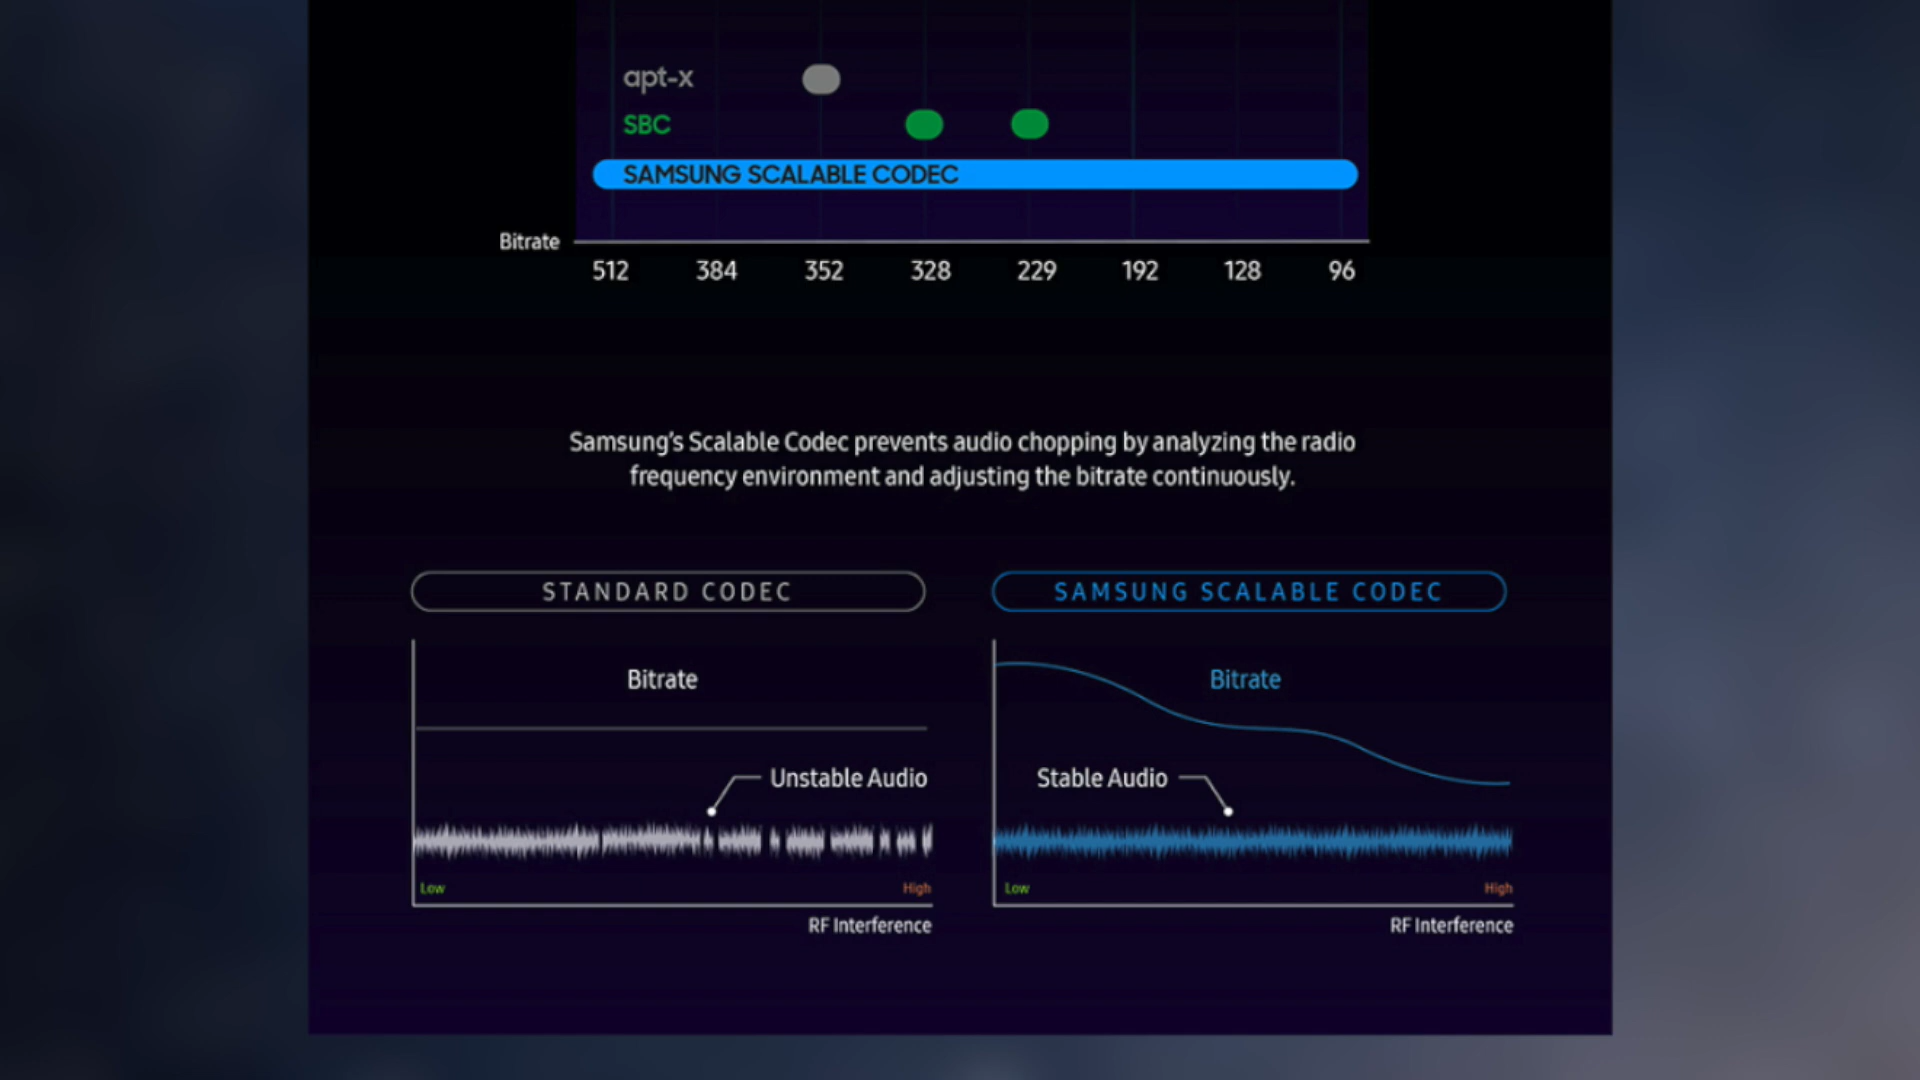 apt-x
SBC
SAMSUNG SCALABLE CODEC
Bitrate
512 384 352 328 229 192 128 96
Samsung's Scalable Codec prevents audio chopping by analyzing the radio
frequency environment and adjusting the bitrate continuously.
STANDARD CODEC
Bitrate
Unstable Audio
Low High
RF Interference
SAMSUNG SCALABLE CODEC
Bitrate
Stable Audio
Low High
RF Interference